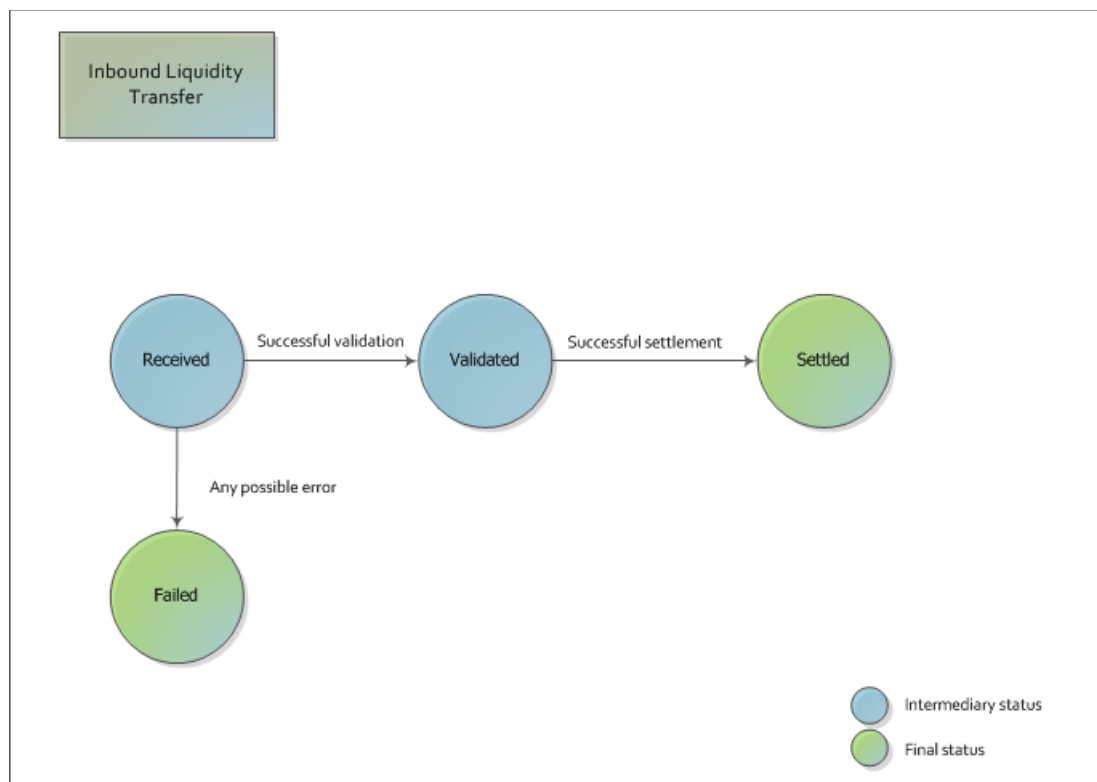 Inbound Liquidity
Transfer
Successful validation
Successful settlement
Received
Validated
Settled
Any possible error
Failed
Intermediary status
Final status